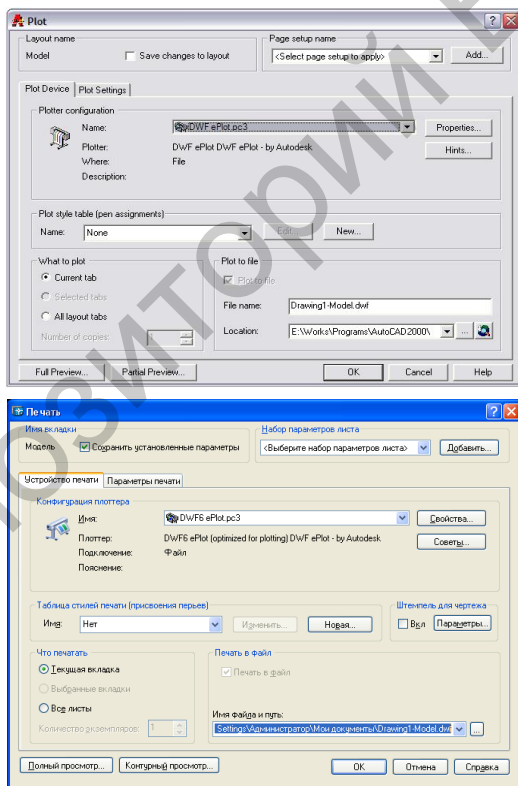 Plot
Layout name
Page setup name
Model
Save changes to layout
<Select page setup to apply>
Add...
Plot Device
Plot Settings
Plotter configuration
Name:
DWF ePlot.pc3
Properties...
Plotter:
DWF ePlot DWF ePlot - by Autodesk
Hints...
Where:
File
Description:
Plot style table (pen assignments)
Name:
None
Edit...
New...
What to plot
Plot to file
Current tab
Plot to file
Selected tabs
File name:
Drawing1-Model.dwf
All layout tabs
Location:
E:\Works\Programs\AutoCAD2000\
...
Number of copies:
1
Full Preview...
Partial Preview...
OK
Cancel
Help
Печать
Имя вкладки
Набор параметров листа
Модель
Сохранить установленные параметры
<Выберите набор параметров листа>
Добавить...
Устройство печати
Параметры печати
Конфигурация плоттера
Имя:
DWF6 ePlot.pc3
Свойства...
Плоттер:
DWF6 ePlot (optimized for plotting) DWF ePlot - by Autodesk
Советы...
Подключение:
Файл
Пояснение:
Таблица стилей печати (присвоения перьев)
Штемпель для чертежа
Имя:
Нет
Изменить...
Новая...
Вкл
Параметры...
Что печатать
Печать в файл
Текущая вкладка
Печать в файл
Выбранные вкладки
Все листы
Имя файла и путь:
Количество экземпляров:
1
Settings\Администратор\Мои документы\Drawing1-Model.dwf
...
Полный просмотр...
Контурный просмотр...
OK
Отмена
Справка